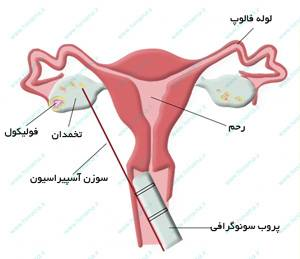 لوله فالوپ
فولیکول
تخمدان
رحم
سوزن آسپیراسیون
پروب سونوگرافی